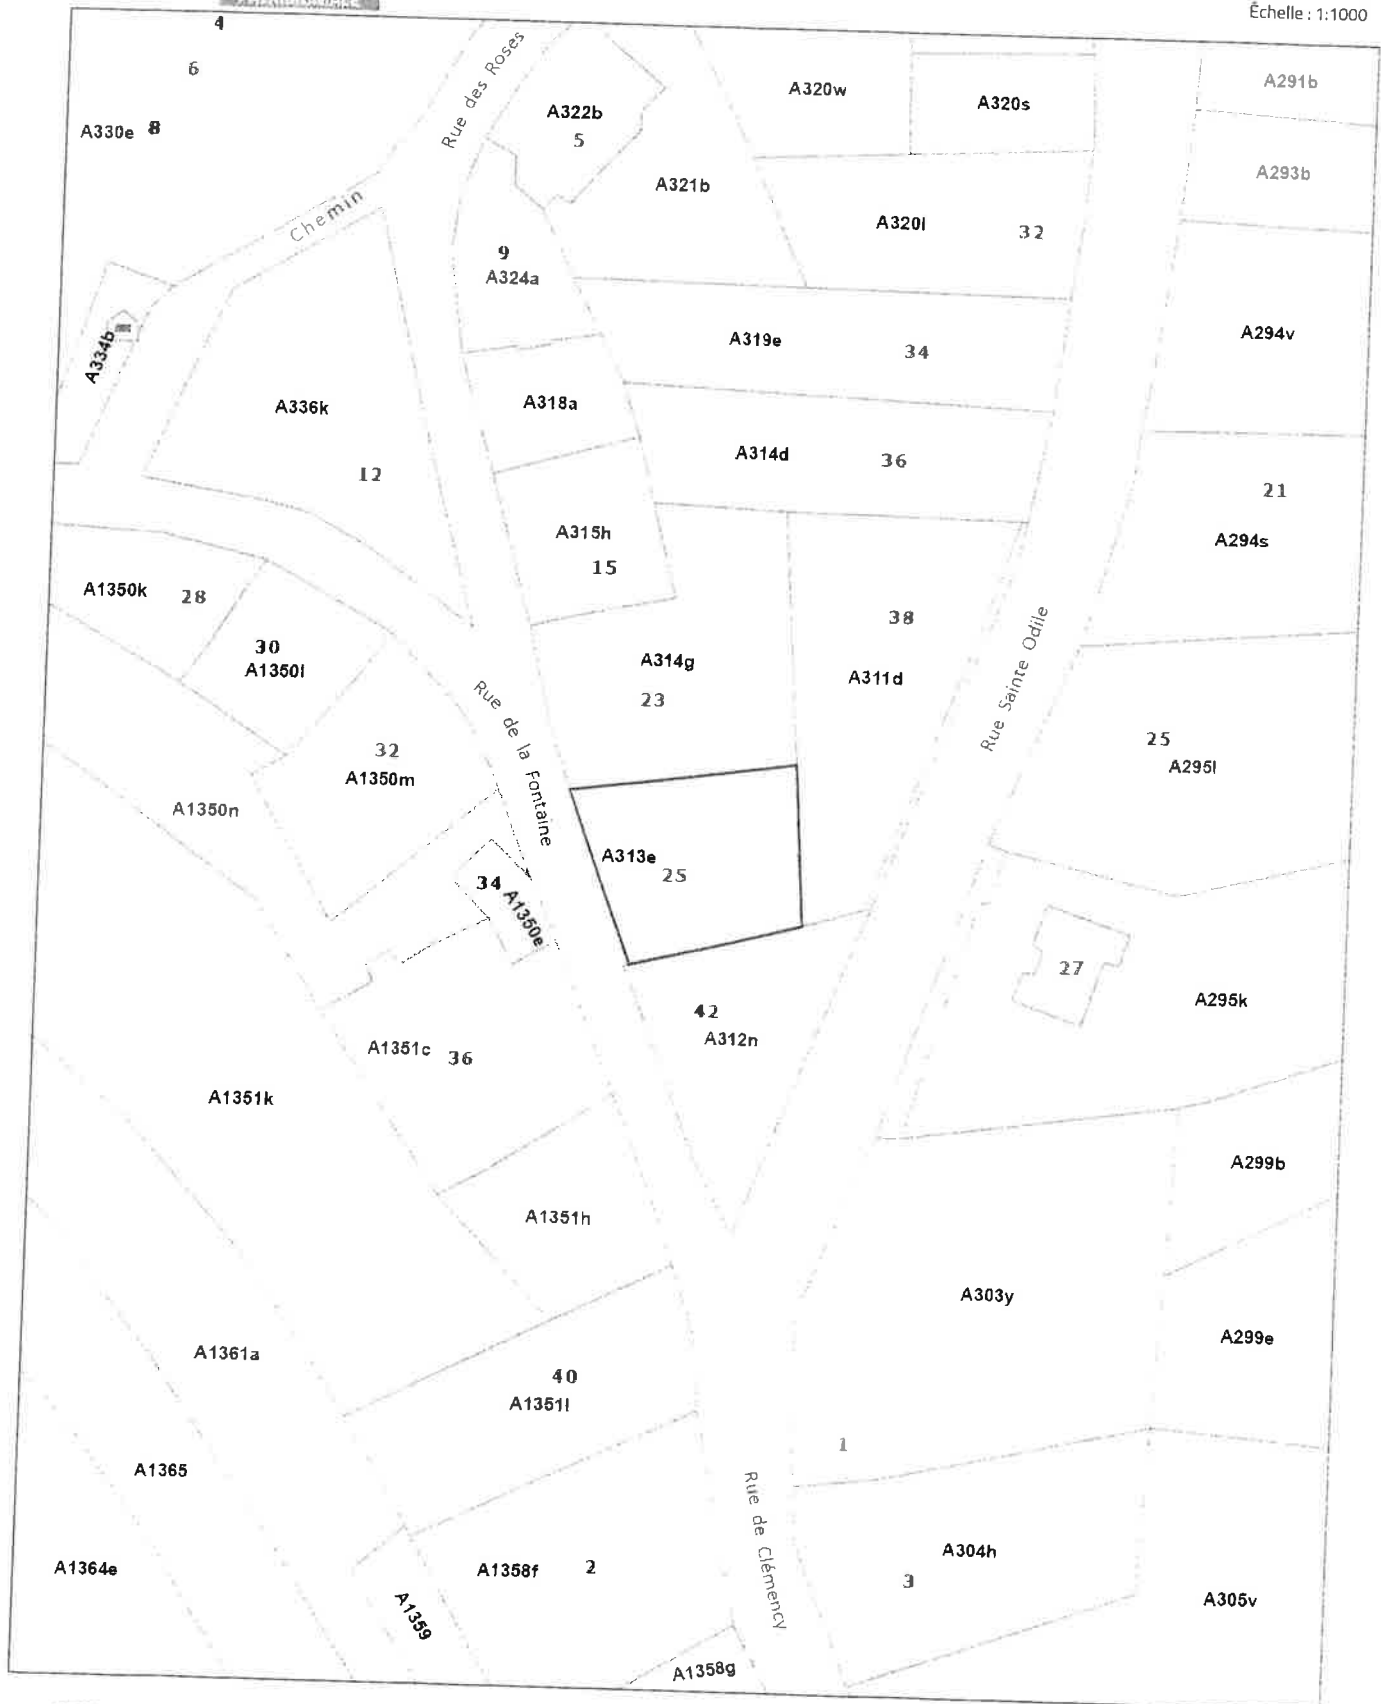 Échelle : 1:1000
4
6
A330e 8
Rue des Roses
A322b
5
A320w
A320s
A291b
A293b
A321b
Chemin
A320l 32
9
A324a
A334b
A319e 34
A294v
A336k
12
A318a
A314d 36
21
A294s
A315h
15
A1350k 28
30
A1350l
38
A311d
Rue Sainte Odile
A314g
23
Rue de la Fontaine
32
A1350m
25
A295l
A1350n
A313e
25
34
A1350e
27
A295k
42
A312n
A1351c 36
A1351k
A299b
A1351h
A303y
A299e
A1361a
40
A1351l
1
A1365
Rue de Clémency
A304h
3
A1364e
A1358f 2
A1359
A305v
A1358g